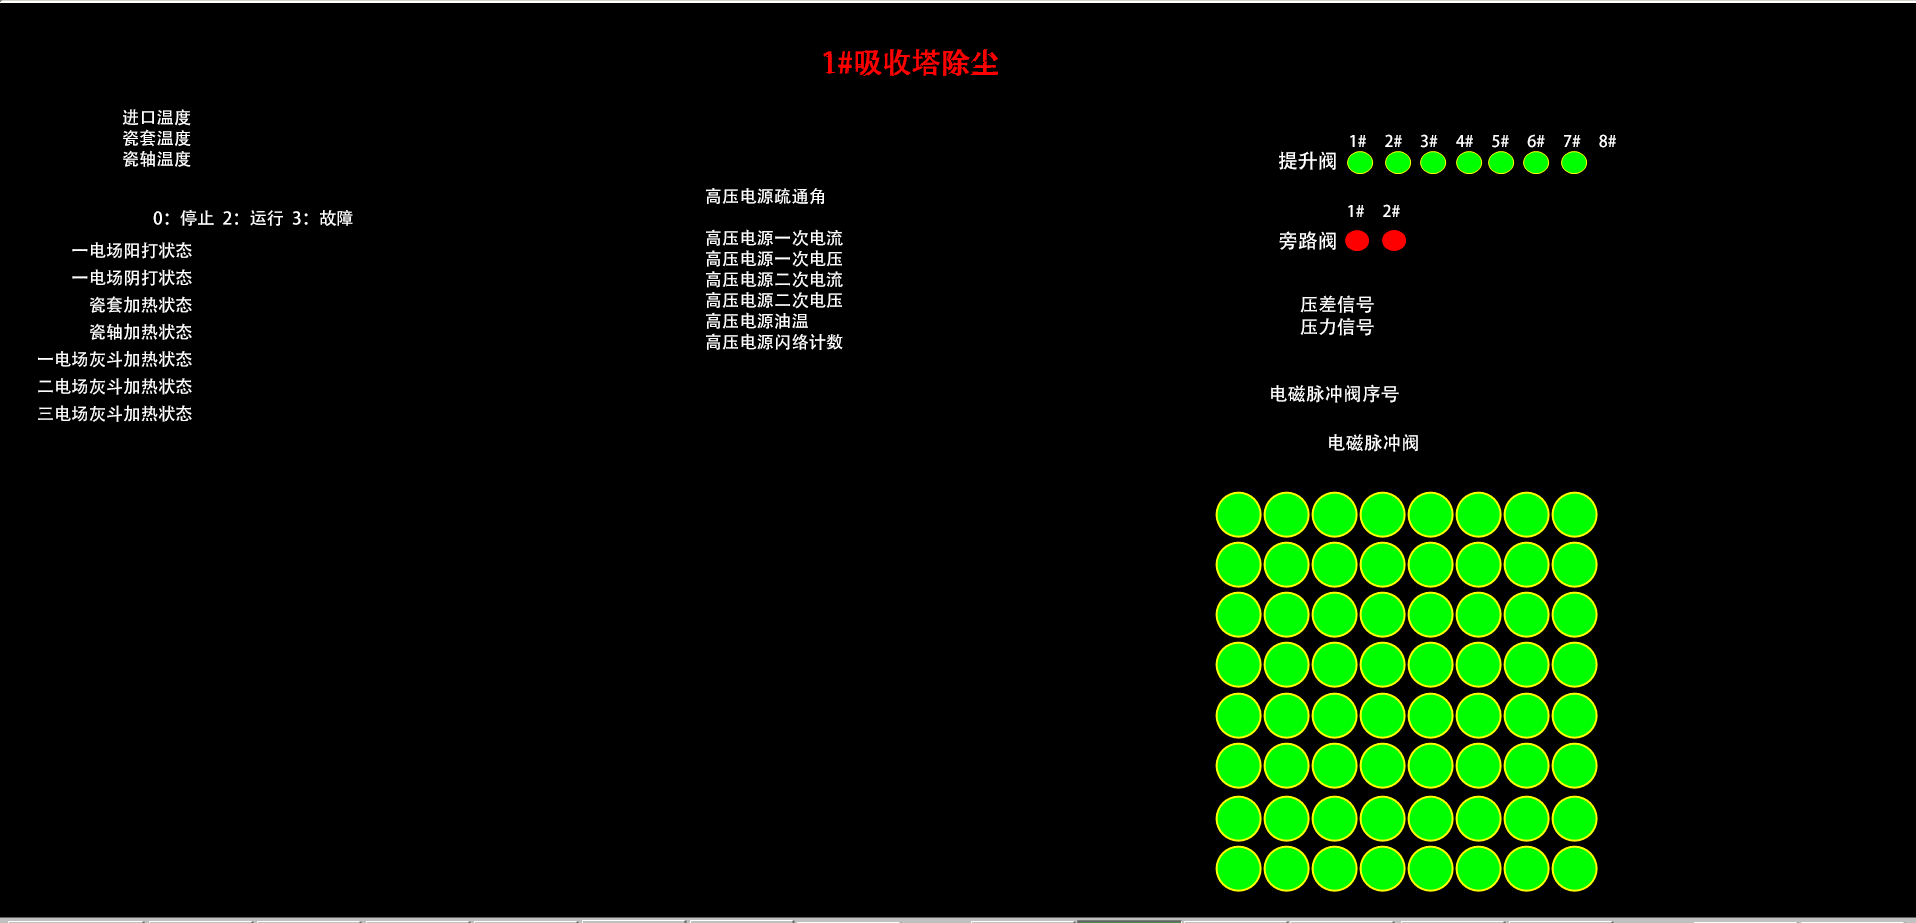 1#吸收塔除尘
进口温度
瓷套温度
瓷轴温度
0：停止 2：运行 3：故障
一电场阳打状态
一电场阴打状态
瓷套加热状态
瓷轴加热状态
一电场灰斗加热状态
二电场灰斗加热状态
三电场灰斗加热状态
高压电源疏通角
高压电源一次电流
高压电源一次电压
高压电源二次电流
高压电源二次电压
高压电源油温
高压电源闪络计数
1# 2# 3# 4# 5# 6# 7# 8#
提升阀
1# 2#
旁路阀
压差信号
压力信号
电磁脉冲阀序号
电磁脉冲阀